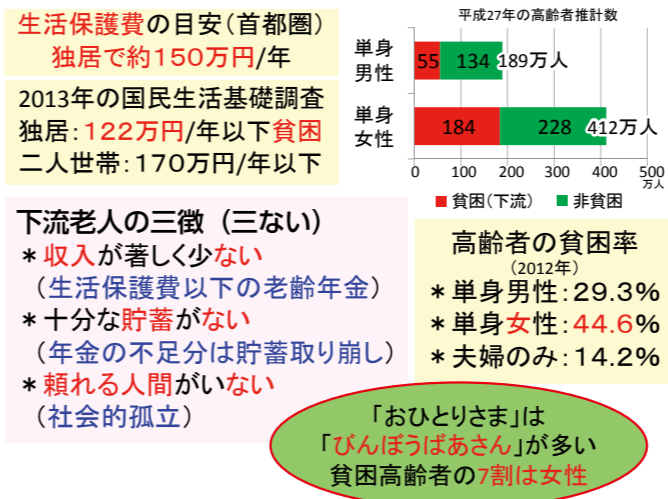 生活保護費の目安（首都圏）
独居で約１５０万円/年
2013年の国民生活基礎調査
独居：１２２万円/年以下貧困
二人世帯：１７０万円/年以下
平成27年の高齢者推計数
単身
男性
55 134 189万人
単身
女性
184 228 412万人
0 100 200 300 400 500
万人
貧困（下流） 非貧困
下流老人の三徴（三ない）
＊収入が著しく少ない
（生活保護費以下の老齢年金）
＊十分な貯蓄がない
（年金の不足分は貯蓄取り崩し）
＊頼れる人間がいない
（社会的孤立）
高齢者の貧困率
（2012年）
＊単身男性：29.3%
＊単身女性：44.6%
＊夫婦のみ：14.2%
「おひとりさま」は
「びんぼうばあさん」が多い
貧困高齢者の7割は女性